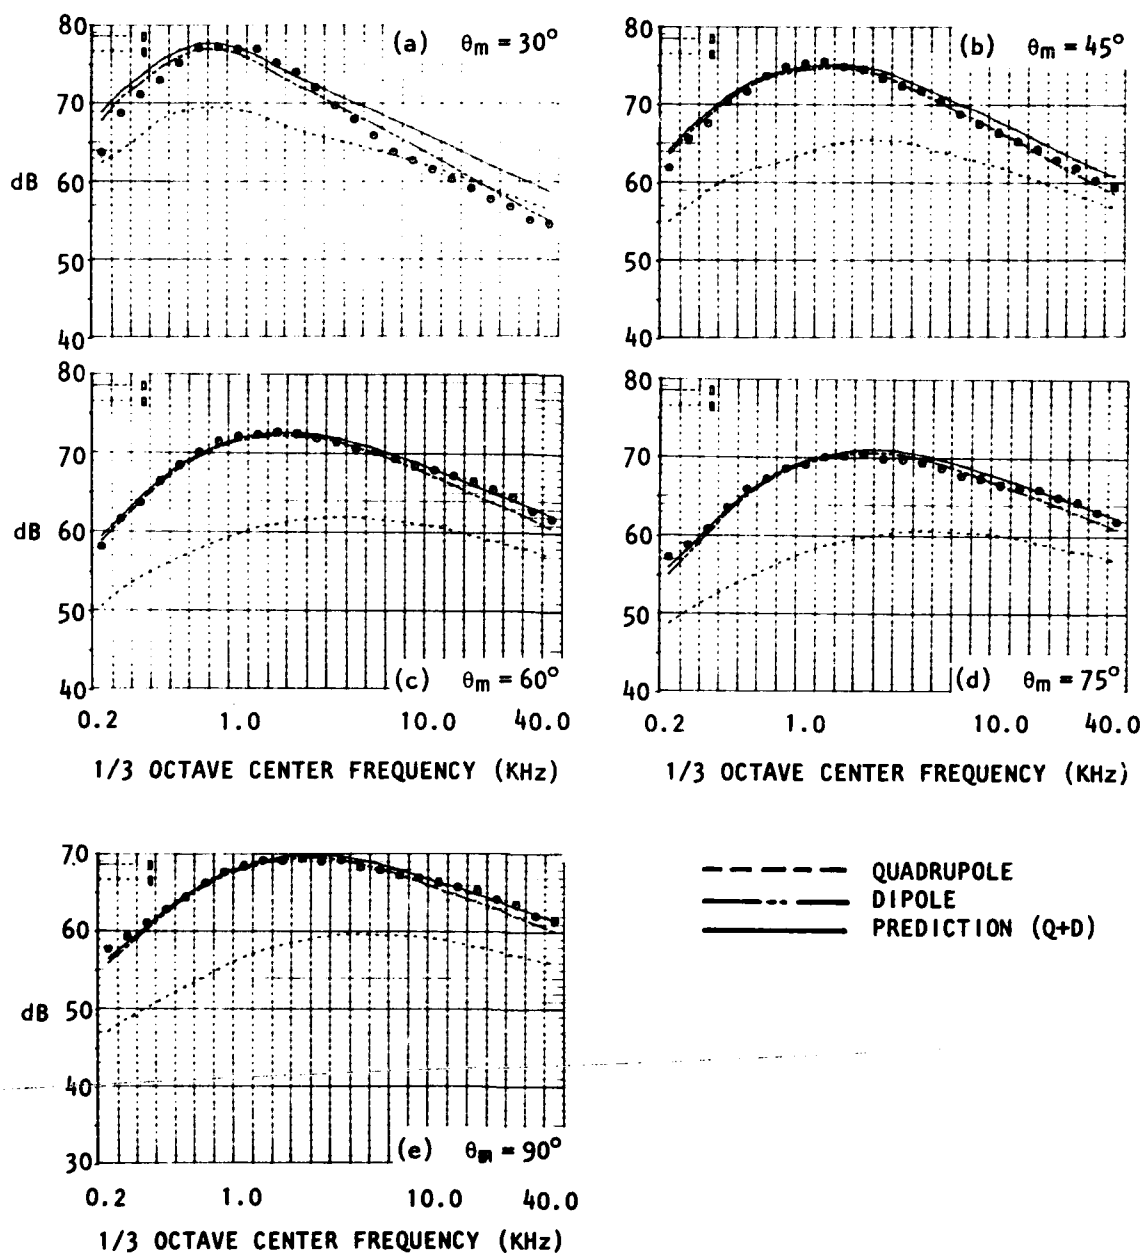 80
70
60
50
40
dB
(a) θm = 30°
80
70
60
50
40
(b) θm = 45°
80
70
60
50
40
dB
(c) θm = 60°
0.2 1.0 10.0 40.0
1/3 OCTAVE CENTER FREQUENCY (KHz)
80
70
60
50
40
(d) θm = 75°
0.2 1.0 10.0 40.0
1/3 OCTAVE CENTER FREQUENCY (KHz)
70
60
50
40
30
dB
(e) θm = 90°
0.2 1.0 10.0 40.0
1/3 OCTAVE CENTER FREQUENCY (KHz)
QUADRUPOLE
DIPOLE
PREDICTION (Q+D)